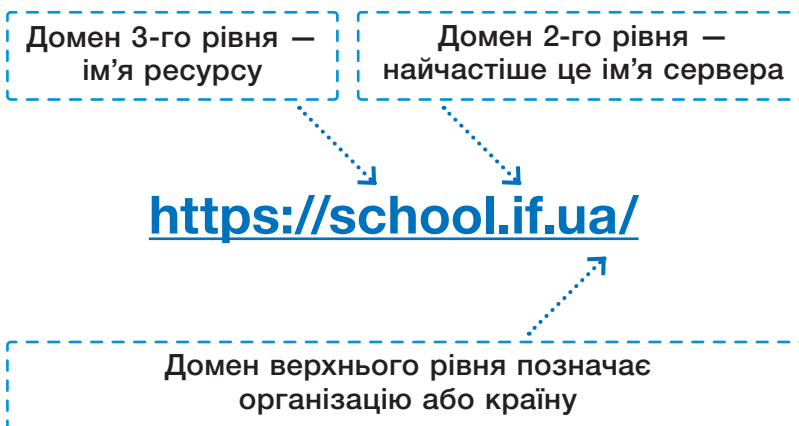 Домен 3-го рівня —
ім’я ресурсу
Домен 2-го рівня —
найчастіше це ім’я сервера
https://school.if.ua/
Домен верхнього рівня позначає
організацію або країну